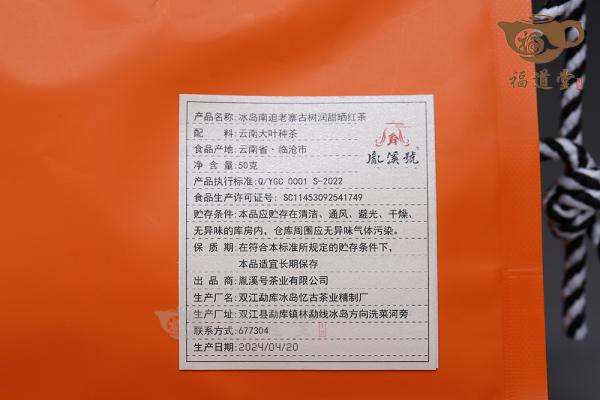 福道堂
产品名称:冰岛南迫老寨古树润甜晒红茶
配 料:云南大叶种茶
食品产地:云南省·临沧市
净 含 量:50克
产品执行标准:Q/YGC 0001 S-2022
食品生产许可证号: SC11453092541749
贮存条件:本品应贮存在清洁、通风、避光、干燥、
无异味的库房内，仓库周围应无异味气体污染。
保 质 期:在符合本标准所规定的贮存条件下，
本品适宜长期保存
出 品 商:胤溪号茶业有限公司
生产厂名:双江勐库冰岛忆古茶业精制厂
生产厂址:双江县勐库镇林勐线冰岛方向洗菜河旁
联系方式:677304
生产日期:2024/04/20
胤溪號